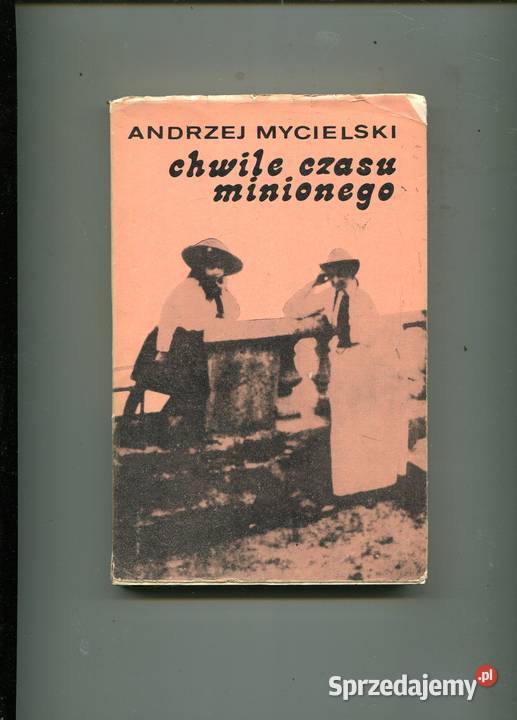 ANDRZEJ MYCIELSKI
chwile czasu
minionego
Sprzedajemy.pl